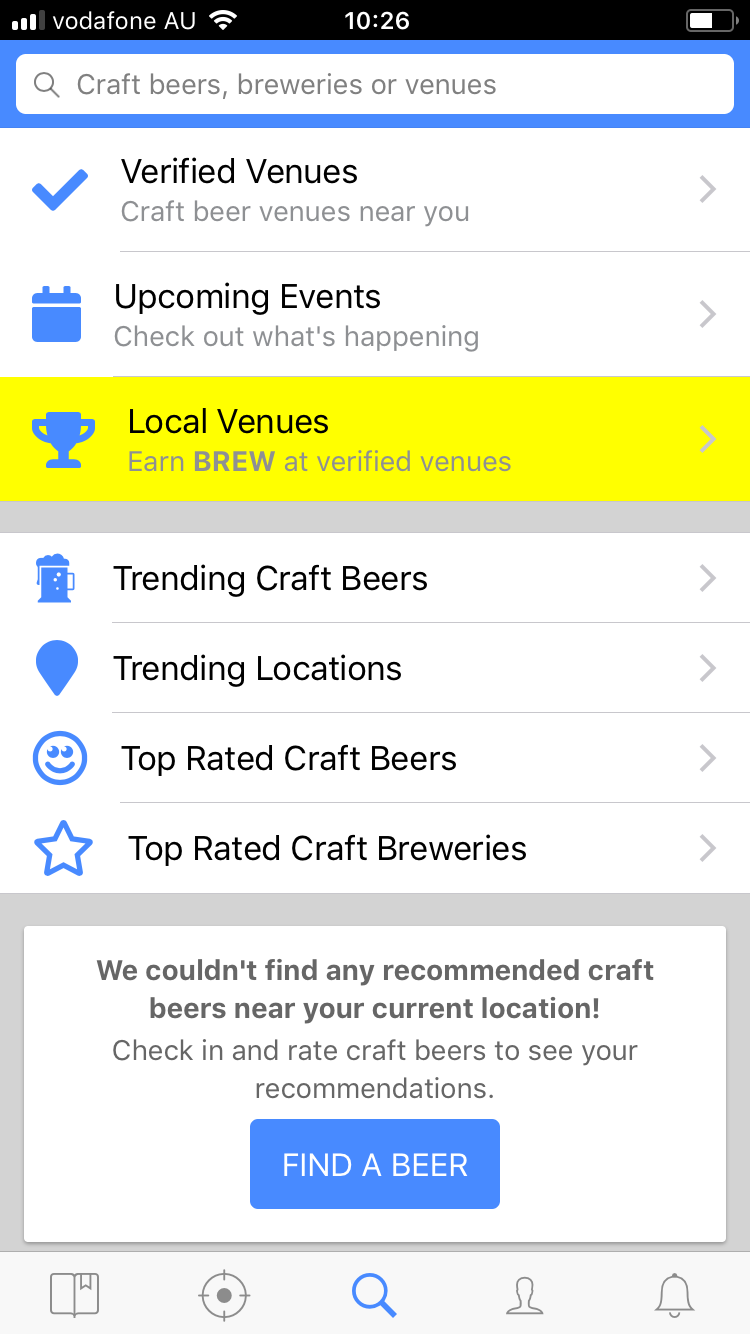 vodafone AU 10:26
Craft beers, breweries or venues
Verified Venues
Craft beer venues near you
Upcoming Events
Check out what's happening
Local Venues
Earn BREW at verified venues
Trending Craft Beers
Trending Locations
Top Rated Craft Beers
Top Rated Craft Breweries
We couldn't find any recommended craft
beers near your current location!
Check in and rate craft beers to see your
recommendations.
FIND A BEER